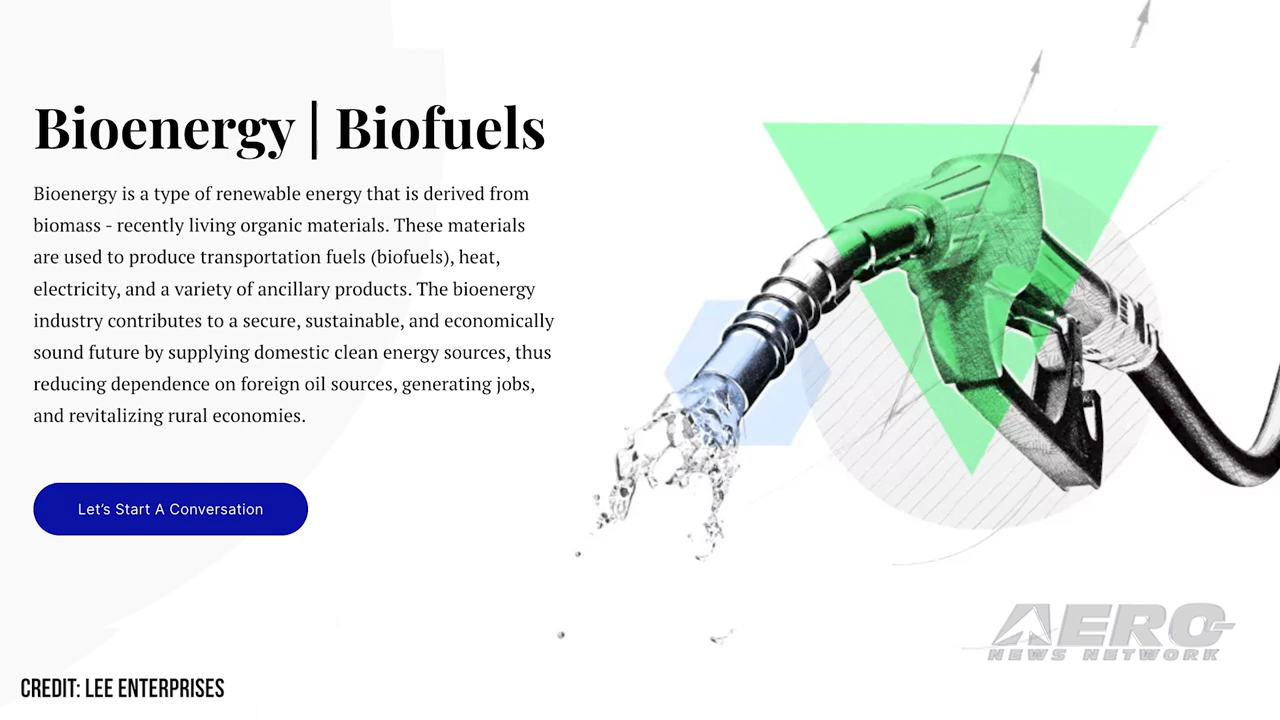 Bioenergy | Biofuels
Bioenergy is a type of renewable energy that is derived from
biomass - recently living organic materials. These materials
are used to produce transportation fuels (biofuels), heat,
electricity, and a variety of ancillary products. The bioenergy
industry contributes to a secure, sustainable, and economically
sound future by supplying domestic clean energy sources, thus
reducing dependence on foreign oil sources, generating jobs,
and revitalizing rural economies.
Let's Start A Conversation
AERO
NEWS NETWORK
CREDIT: LEE ENTERPRISES